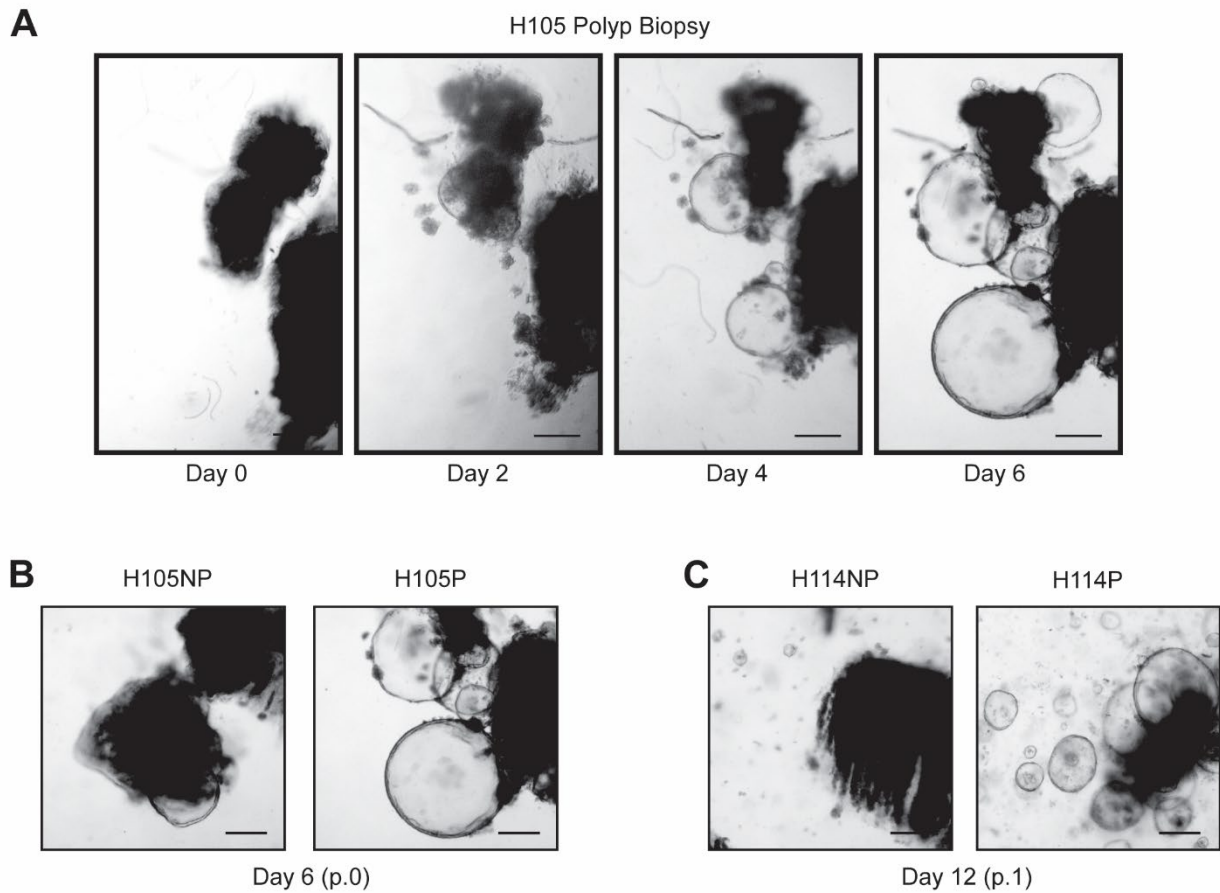 A
H105 Polyp Biopsy
Day 0
Day 2
Day 4
Day 6
B
H105NP
H105P
Day 6 (p.0)
C
H114NP
H114P
Day 12 (p.1)